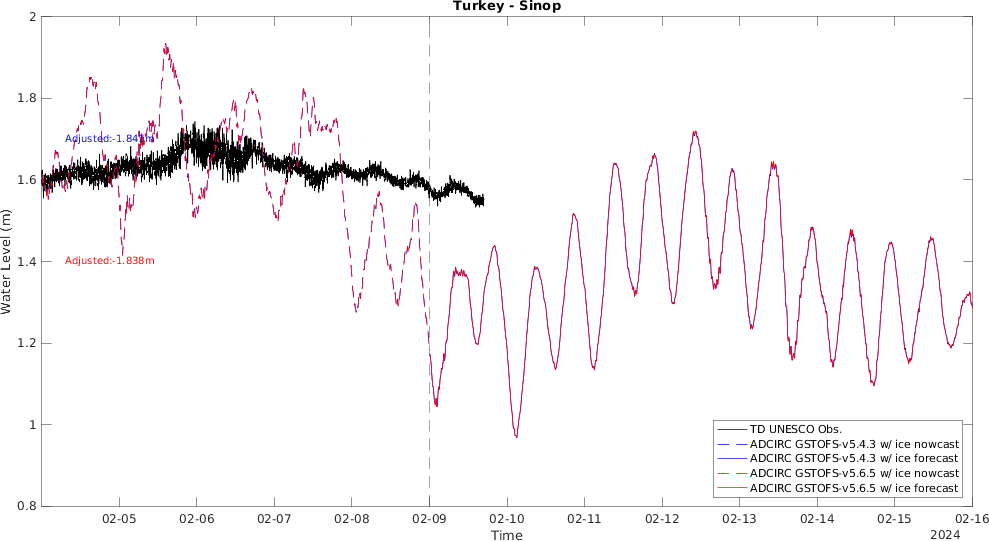 Turkey - Sinop
2
1.8
1.6
1.4
1.2
1
0.8
Water Level (m)
Adjusted:-1.838m
TD UNESCO Obs.
ADCIRC GSTOFS-v5.4.3 w/ ice nowcast
ADCIRC GSTOFS-v5.4.3 w/ ice forecast
ADCIRC GSTOFS-v5.6.5 w/ ice nowcast
ADCIRC GSTOFS-v5.6.5 w/ ice forecast
02-05 02-06 02-07 02-08 02-09 02-10 02-11 02-12 02-13 02-14 02-15 02-16
Time
2024